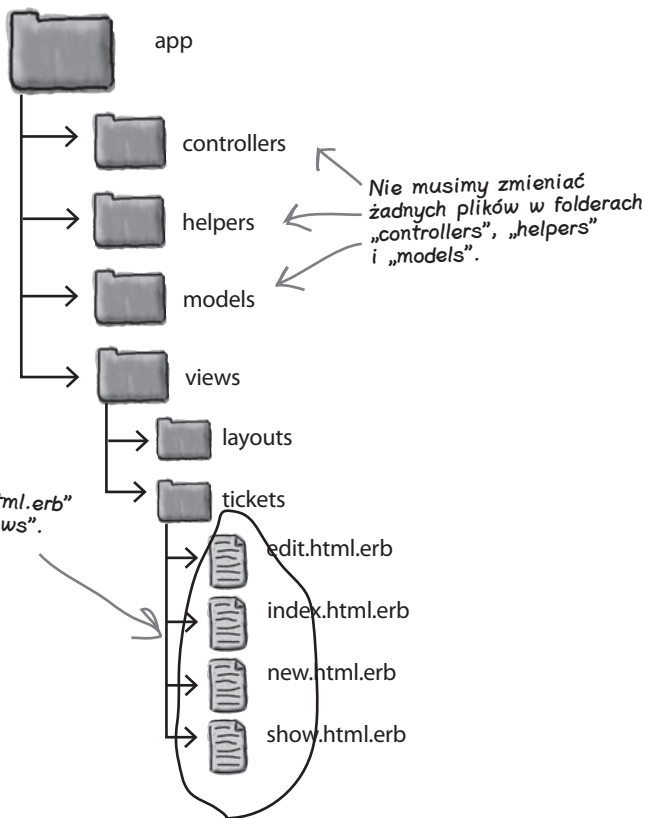 app
controllers
Nie musimy zmieniać
żadnych plików w folderach
„controllers”, „helpers”
i „models”.
helpers
models
views
layouts
tickets
tml.erb”
ws”.
edit.html.erb
index.html.erb
new.html.erb
show.html.erb